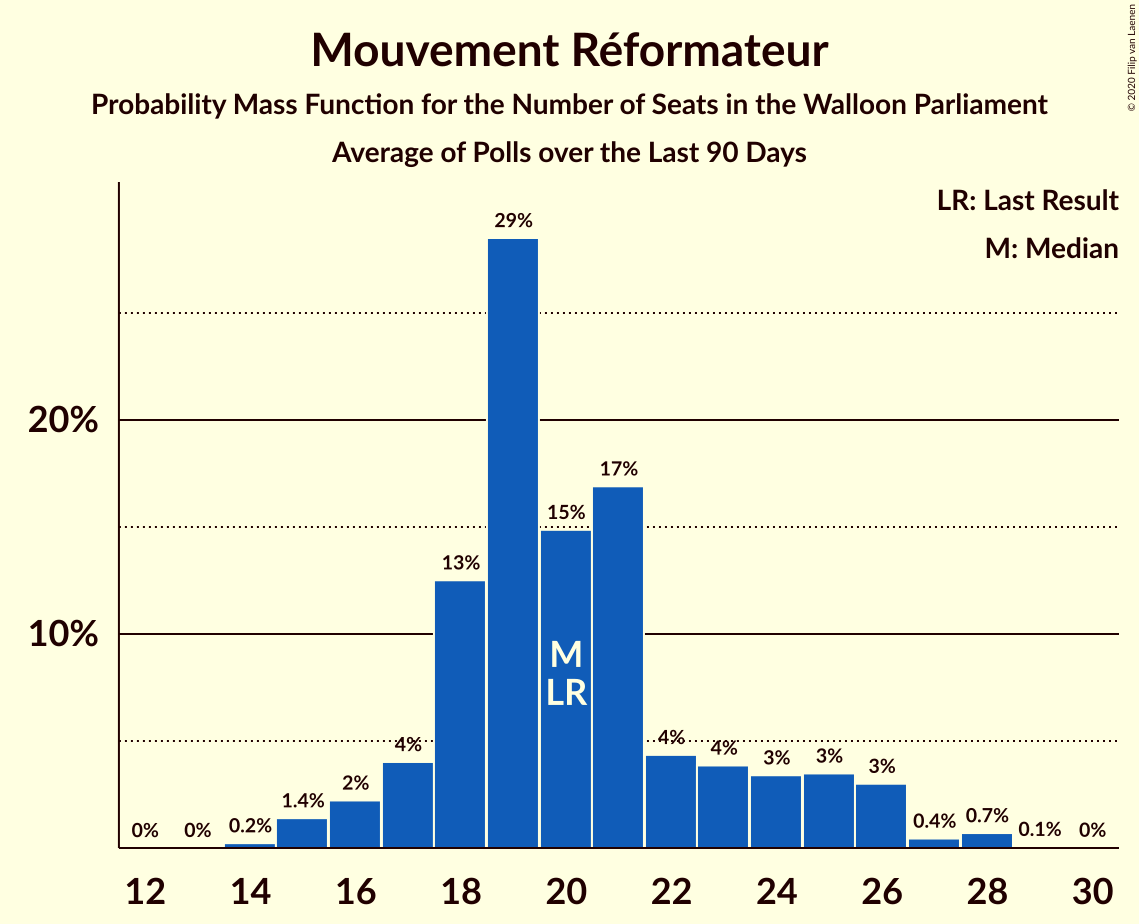 Mouvement Réformateur
Probability Mass Function for the Number of Seats in the Walloon Parliament
Average of Polls over the Last 90 Days
© 2020 Filip van Laenen
LR: Last Result
M: Median
20%
10%
0%
0%
0.2%
1.4%
2%
4%
13%
29%
15%
17%
4%
4%
3%
3%
3%
0.4%
0.7%
0.1%
0%
M
LR
12 14 16 18 20 22 24 26 28 30